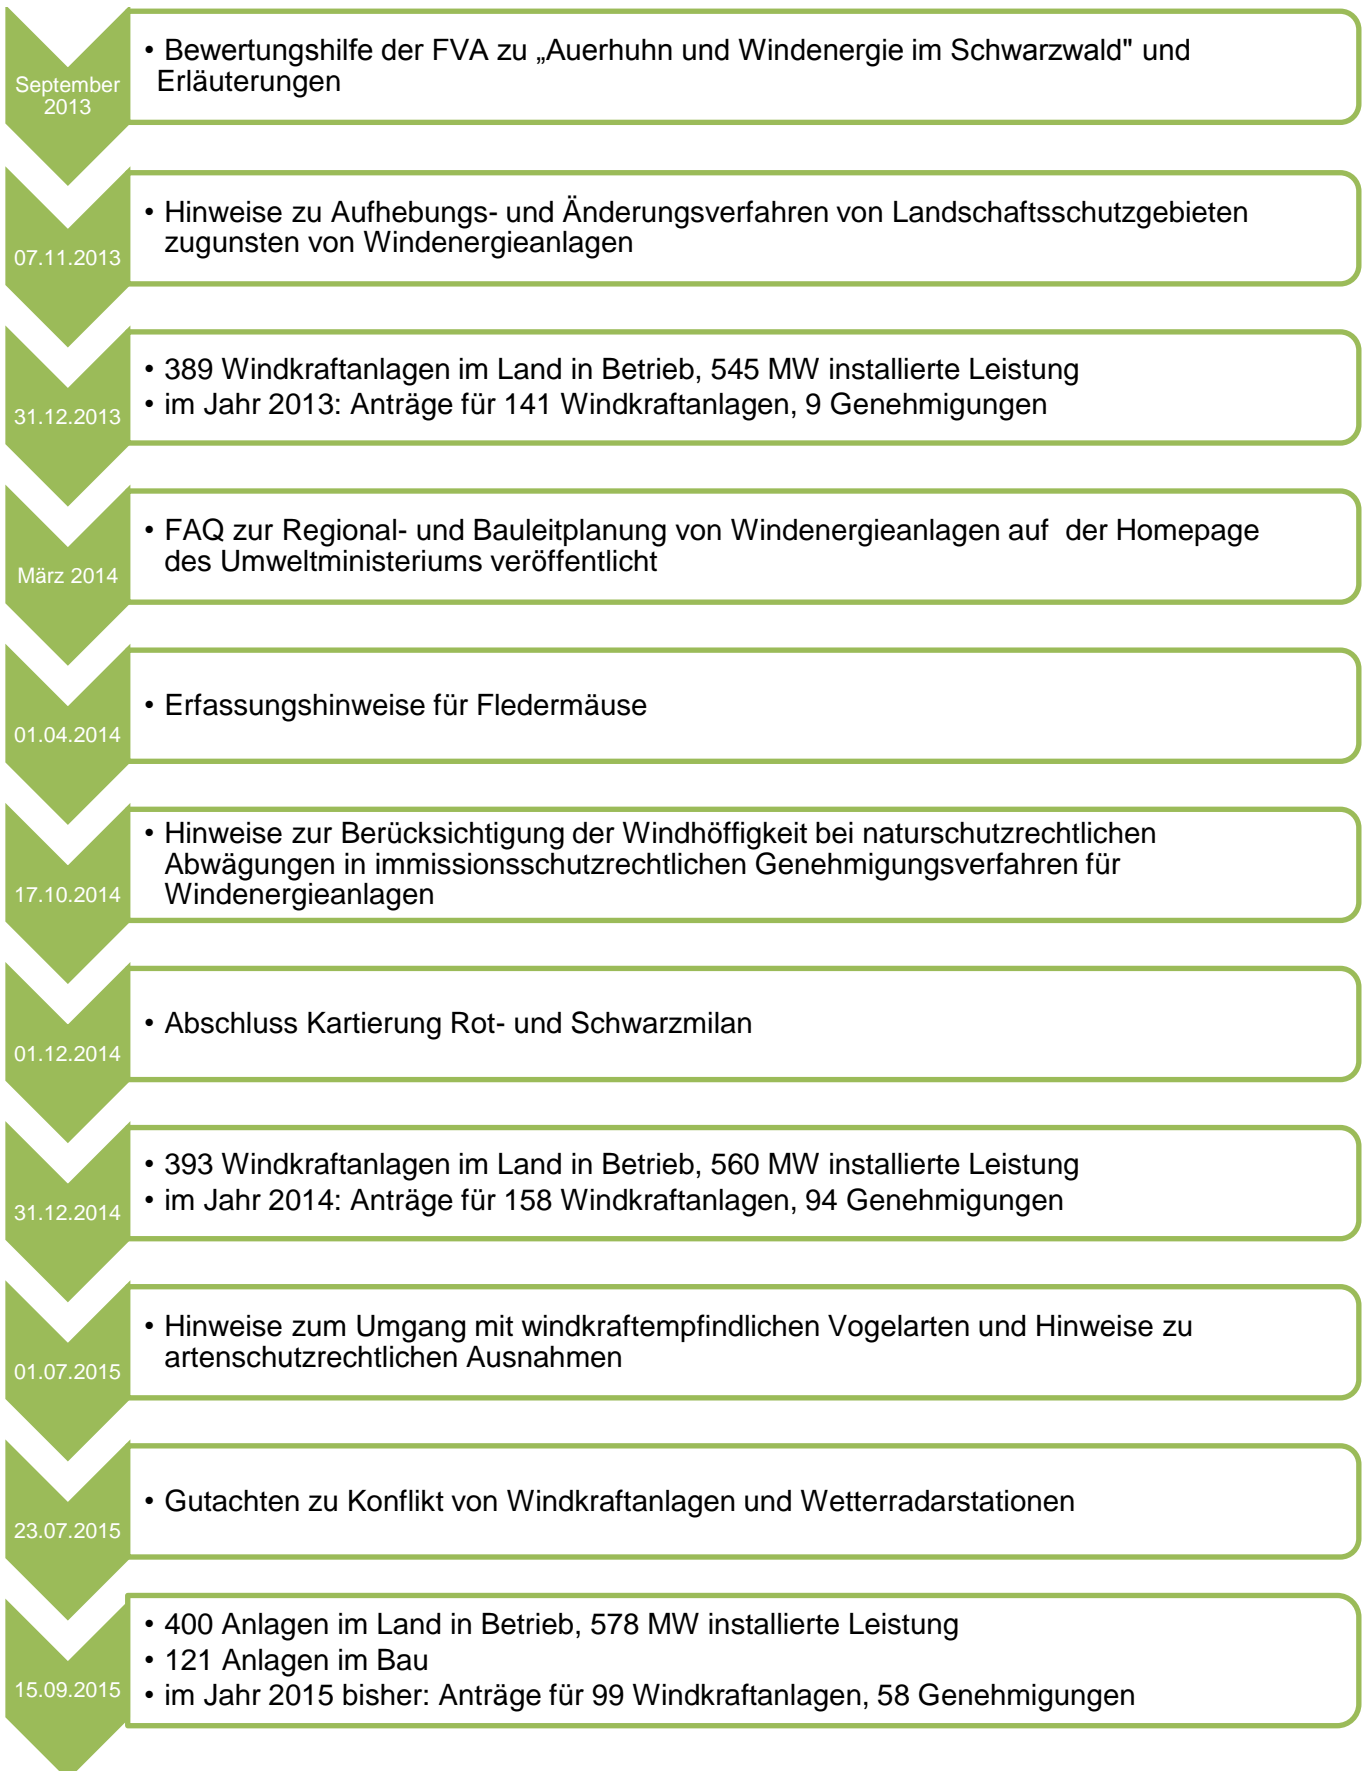 September
2013
• Bewertungshilfe der FVA zu „Auerhuhn und Windenergie im Schwarzwald" und
Erläuterungen
07.11.2013
• Hinweise zu Aufhebungs- und Änderungsverfahren von Landschaftsschutzgebieten
zugunsten von Windenergieanlagen
31.12.2013
• 389 Windkraftanlagen im Land in Betrieb, 545 MW installierte Leistung
• im Jahr 2013: Anträge für 141 Windkraftanlagen, 9 Genehmigungen
März 2014
• FAQ zur Regional- und Bauleitplanung von Windenergieanlagen auf der Homepage
des Umweltministeriums veröffentlicht
01.04.2014
• Erfassungshinweise für Fledermäuse
17.10.2014
• Hinweise zur Berücksichtigung der Windhöffigkeit bei naturschutzrechtlichen
Abwägungen in immissionsschutzrechtlichen Genehmigungsverfahren für
Windenergieanlagen
01.12.2014
• Abschluss Kartierung Rot- und Schwarzmilan
31.12.2014
• 393 Windkraftanlagen im Land in Betrieb, 560 MW installierte Leistung
• im Jahr 2014: Anträge für 158 Windkraftanlagen, 94 Genehmigungen
01.07.2015
• Hinweise zum Umgang mit windkraftempfindlichen Vogelarten und Hinweise zu
artenschutzrechtlichen Ausnahmen
23.07.2015
• Gutachten zu Konflikt von Windkraftanlagen und Wetterradarstationen
15.09.2015
• 400 Anlagen im Land in Betrieb, 578 MW installierte Leistung
• 121 Anlagen im Bau
• im Jahr 2015 bisher: Anträge für 99 Windkraftanlagen, 58 Genehmigungen